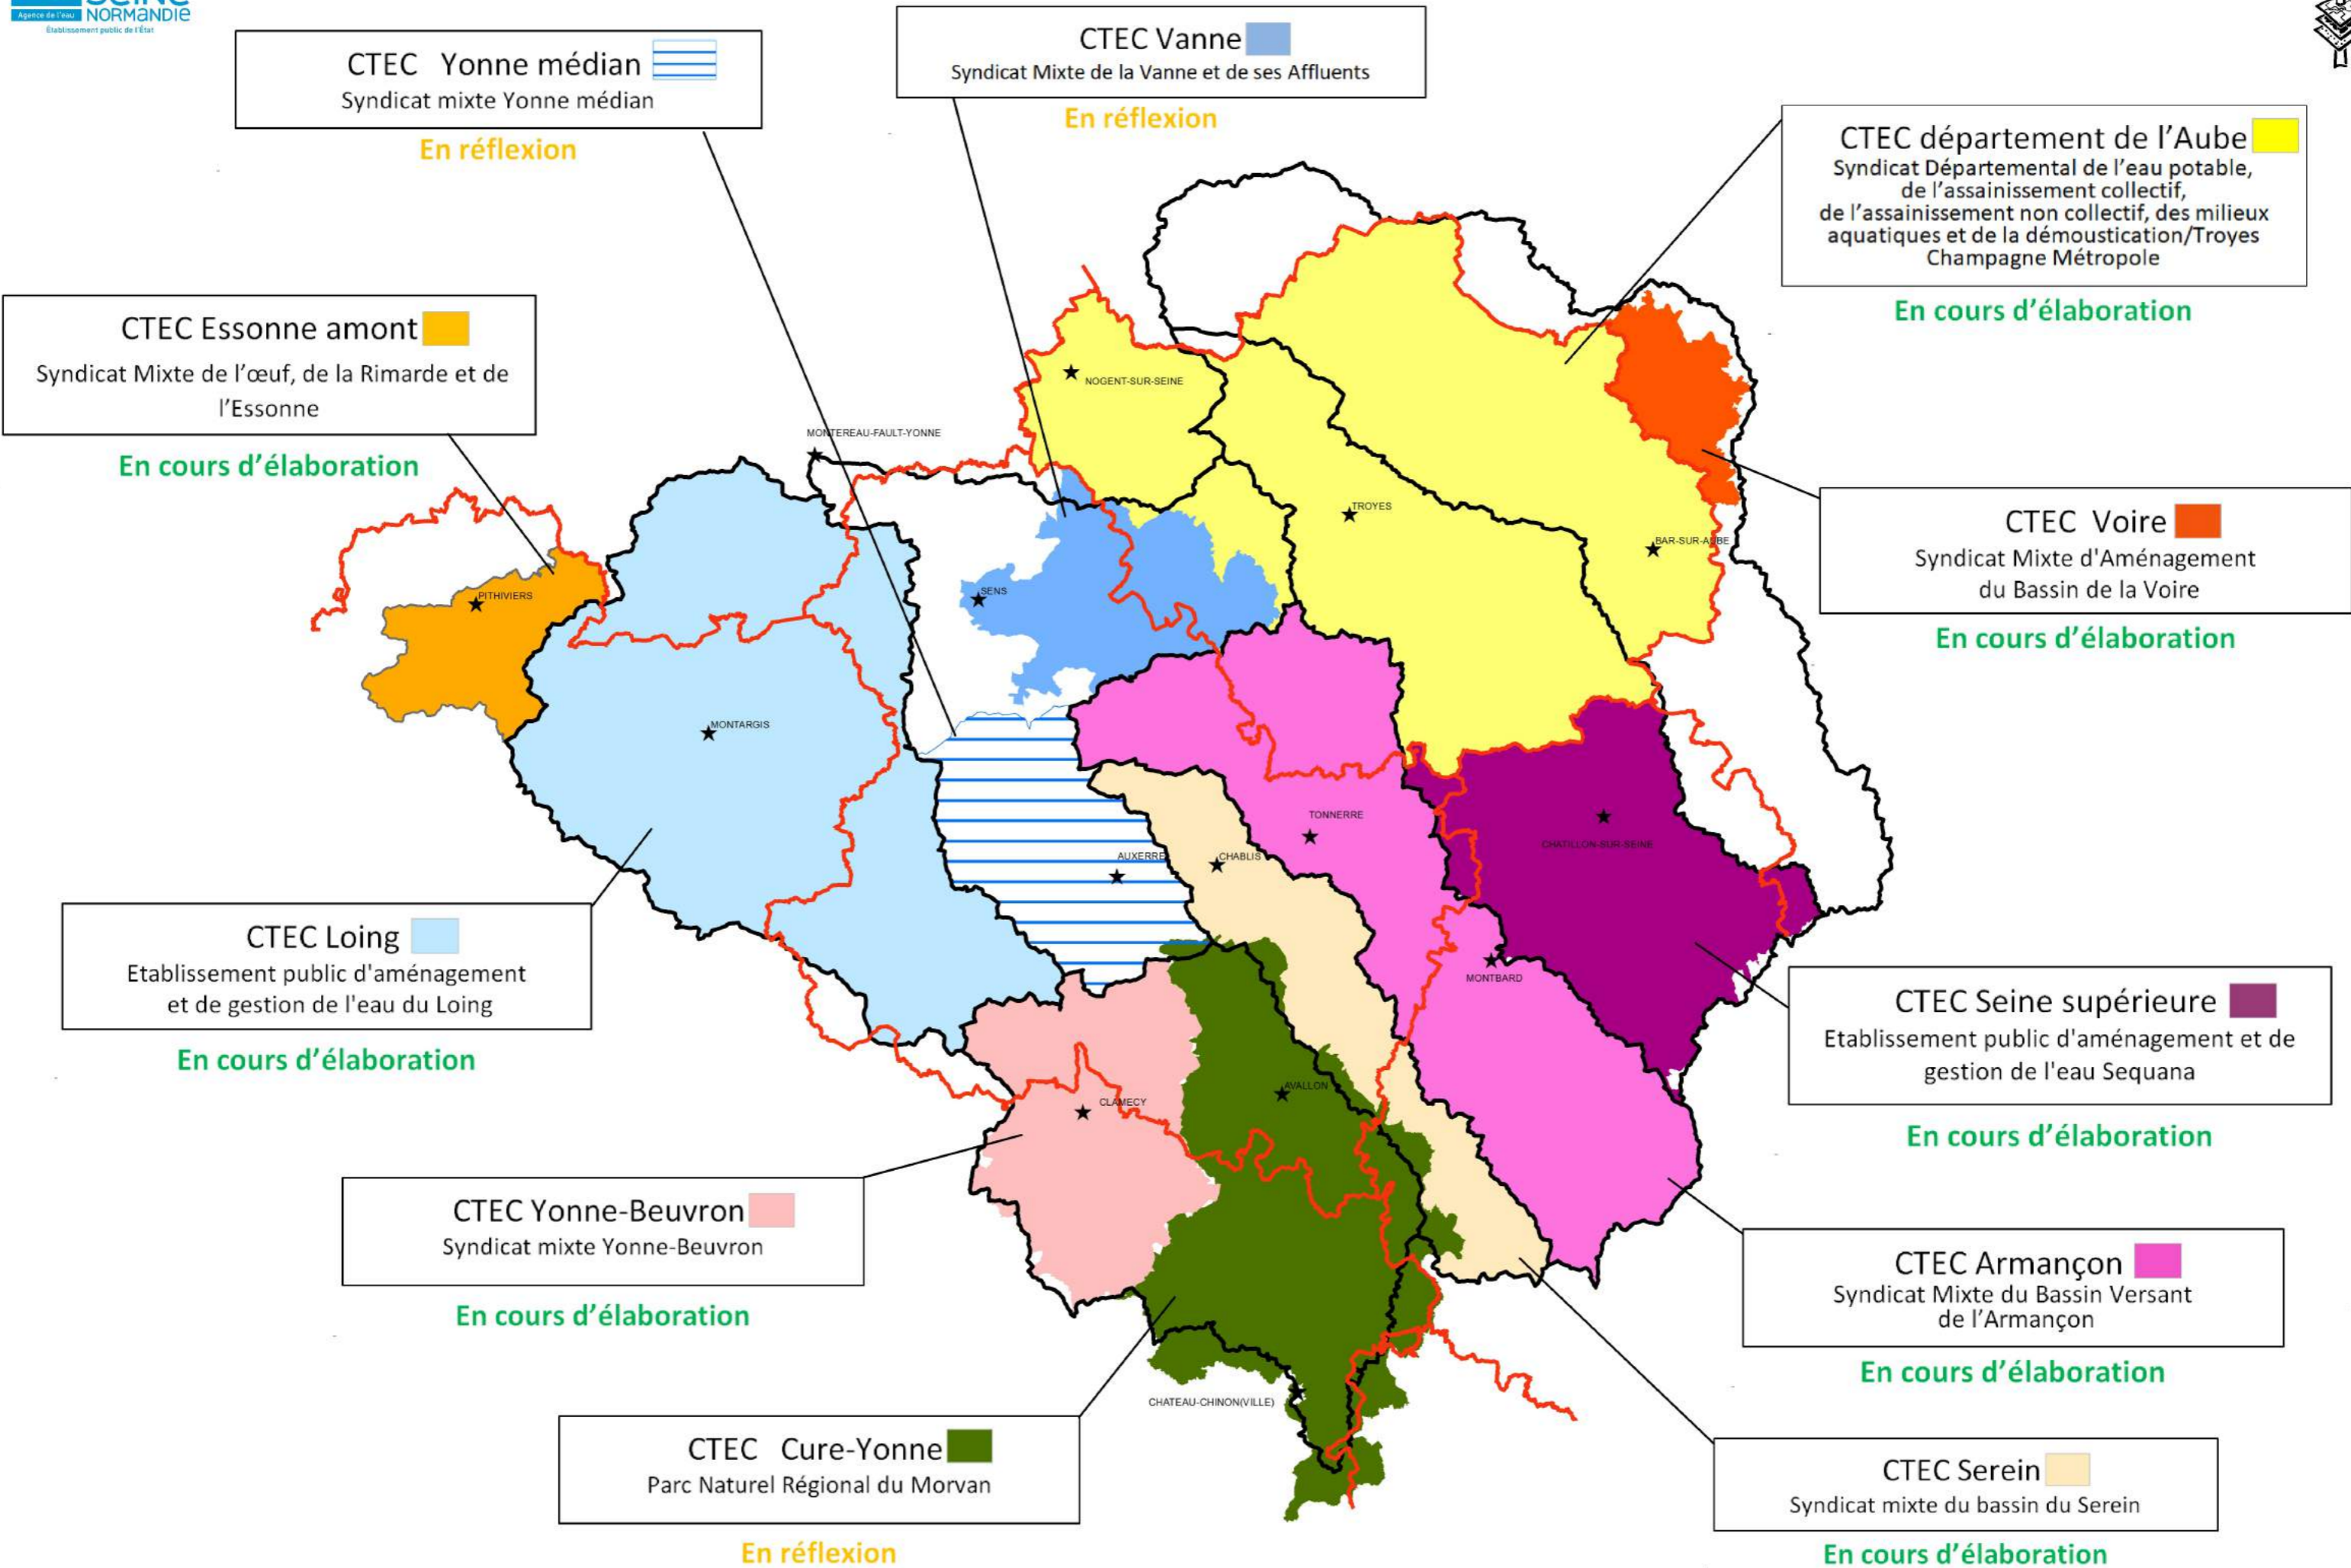 SEINE
Agence de l'eau NORMANDIE
Établissement public de l'État
CTEC Yonne médian
Syndicat mixte Yonne médian
En réflexion
CTEC Vanne
Syndicat Mixte de la Vanne et de ses Affluents
En réflexion
CTEC département de l'Aube
Syndicat Départemental de l'eau potable,
de l'assainissement collectif,
de l'assainissement non collectif, des milieux
aquatiques et de la démoustication/Troyes
Champagne Métropole
En cours d'élaboration
CTEC Essonne amont
Syndicat Mixte de l'œuf, de la Rimarde et de
l'Essonne
En cours d'élaboration
NOGENT-SUR-SEINE
MONTEREAU-FAULT-YONNE
TROYES
BAR-SUR-AUBE
CTEC Voire
Syndicat Mixte d'Aménagement
du Bassin de la Voire
En cours d'élaboration
PITHIVIERS
SENS
MONTARGIS
TONNERRE
CHATILLON-SUR-SEINE
AUXERRE
CHABLIS
CTEC Loing
Etablissement public d'aménagement
et de gestion de l'eau du Loing
En cours d'élaboration
MONTBARD
CTEC Seine supérieure
Etablissement public d'aménagement et de
gestion de l'eau Sequana
En cours d'élaboration
AVALLON
CLAMECY
CTEC Yonne-Beuvron
Syndicat mixte Yonne-Beuvron
En cours d'élaboration
CTEC Armançon
Syndicat Mixte du Bassin Versant
de l'Armançon
En cours d'élaboration
CHATEAU-CHINON(VILLE)
CTEC Cure-Yonne
Parc Naturel Régional du Morvan
En réflexion
CTEC Serein
Syndicat mixte du bassin du Serein
En cours d'élaboration